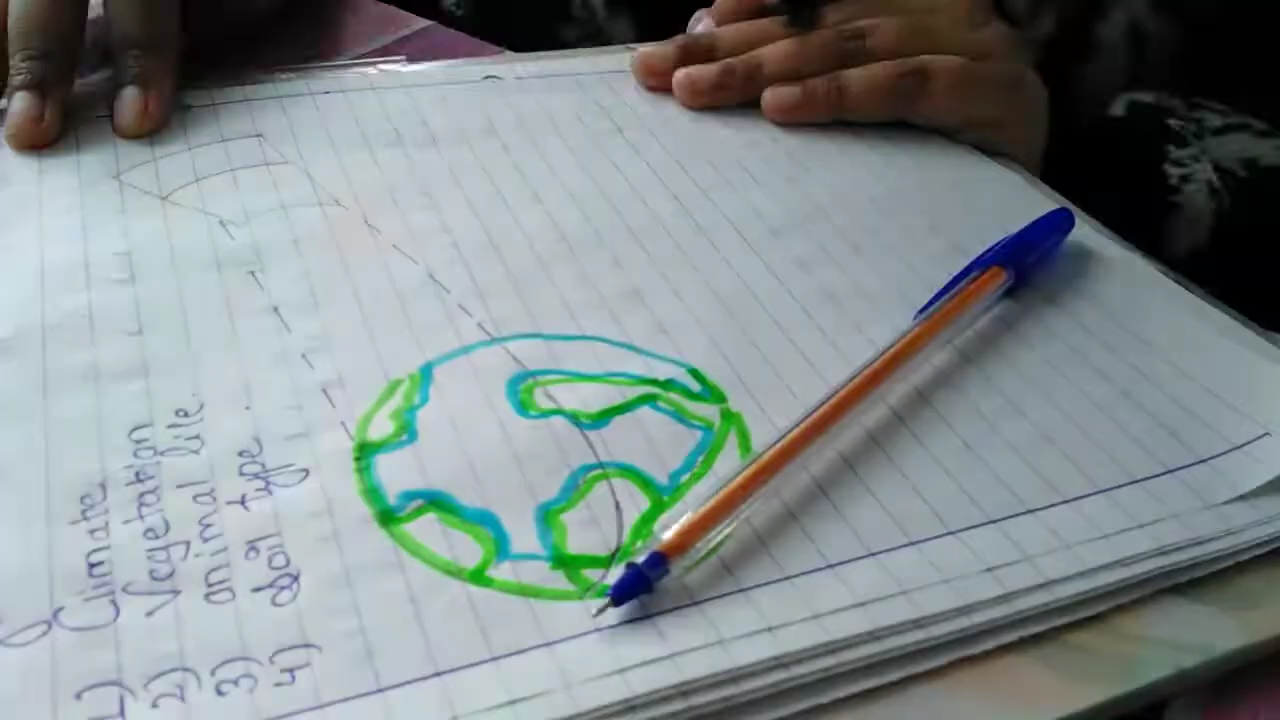 1) Climate
2) Vegetation
3) animal life
4) soil type